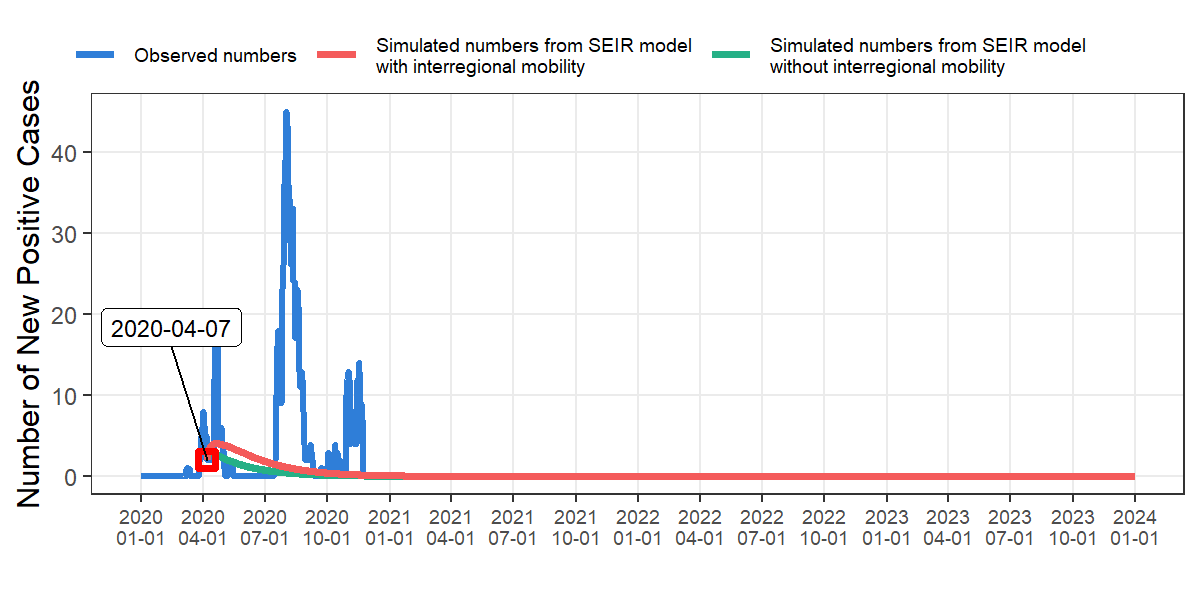 Observed numbers
Simulated numbers from SEIR model
with interregional mobility
Simulated numbers from SEIR model
without interregional mobility
Number of New Positive Cases
40
30
20
10
0
2020-04-07
2020 2020 2020 2020 2021 2021 2021 2021 2022 2022 2022 2022 2023 2023 2023 2023 2024
01-01 04-01 07-01 10-01 01-01 04-01 07-01 10-01 01-01 04-01 07-01 10-01 01-01 04-01 07-01 10-01 01-01